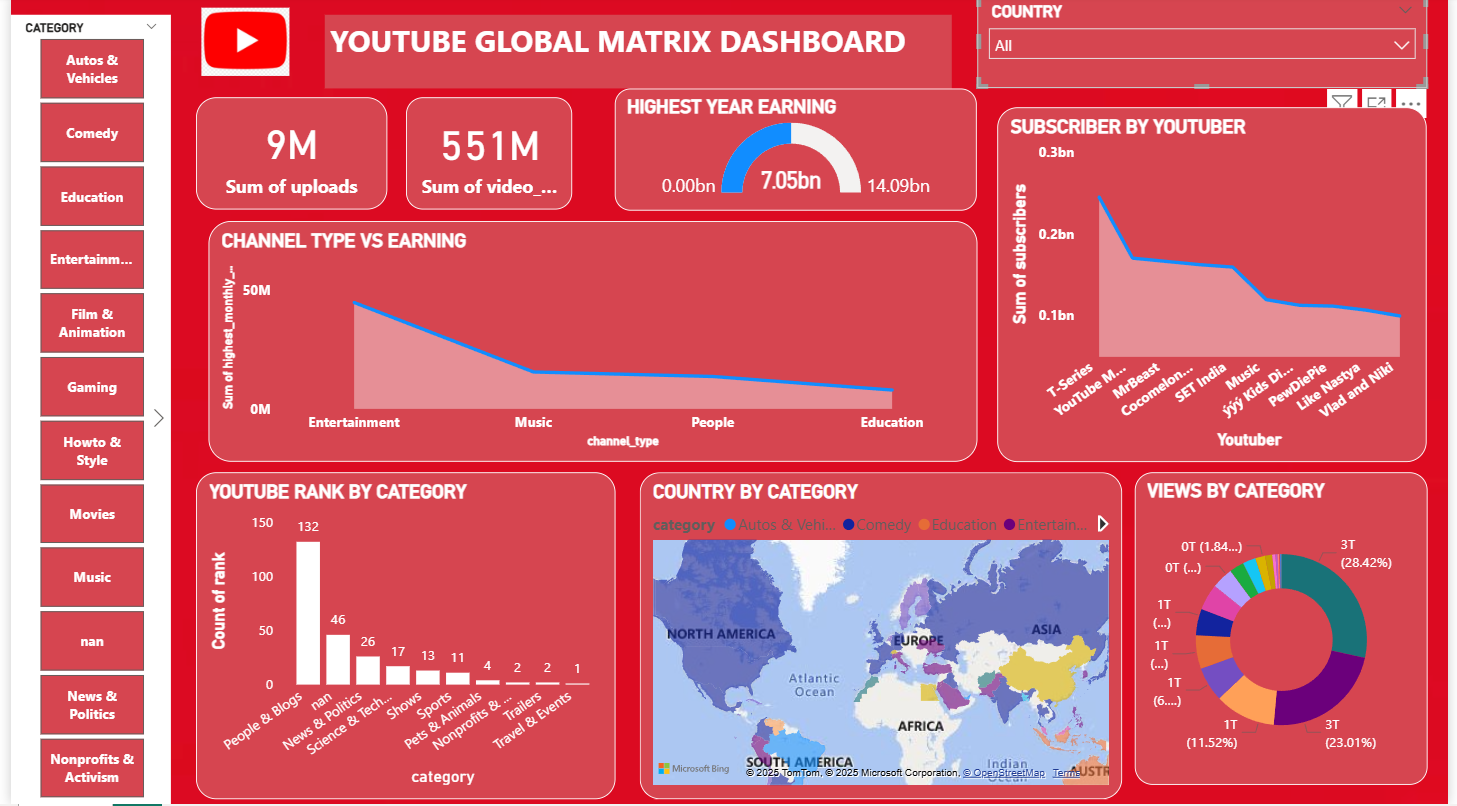 CATEGORY
Autos &
Vehicles
Comedy
Education
Entertainm...
Film &
Animation
Gaming
Howto &
Style
Movies
Music
nan
News &
Politics
Nonprofits &
Activism
YOUTUBE GLOBAL MATRIX DASHBOARD
COUNTRY
All
9M
Sum of uploads
551M
Sum of video_...
HIGHEST YEAR EARNING
0.00bn
7.05bn
14.09bn
SUBSCRIBER BY YOUTUBER
0.3bn
0.2bn
0.1bn
Sum of subscribers
T-Series
YouTube M...
MrBeast
Cocomelon...
SET India
Music
ýýý Kids Di...
PewDiePie
Like Nastya
Vlad and Niki
Youtuber
CHANNEL TYPE VS EARNING
Sum of highest_monthly_...
50M
0M
Entertainment
Music
People
Education
channel_type
YOUTUBE RANK BY CATEGORY
Count of rank
150
100
50
0
132
46
26
17
13
11
4
2
2
1
People & Blogs
nan
News & Politics
Science & Tech...
Shows
Sports
Pets & Animals
Nonprofits & ...
Trailers
Travel & Events
category
COUNTRY BY CATEGORY
category Autos & Vehi... Comedy Education Entertain...
NORTH AMERICA
EUROPE
ASIA
Atlantic
Ocean
AFRICA
SOUTH AMERICA
Indian
Ocean
AUSTR
Microsoft Bing
© 2025 TomTom, © 2025 Microsoft Corporation, © OpenStreetMap Terms
VIEWS BY CATEGORY
3T
(28.42%)
3T
(23.01%)
1T
(11.52%)
1T
(6....)
1T
(...)
1T
(...)
0T (...)
0T (1.84...)